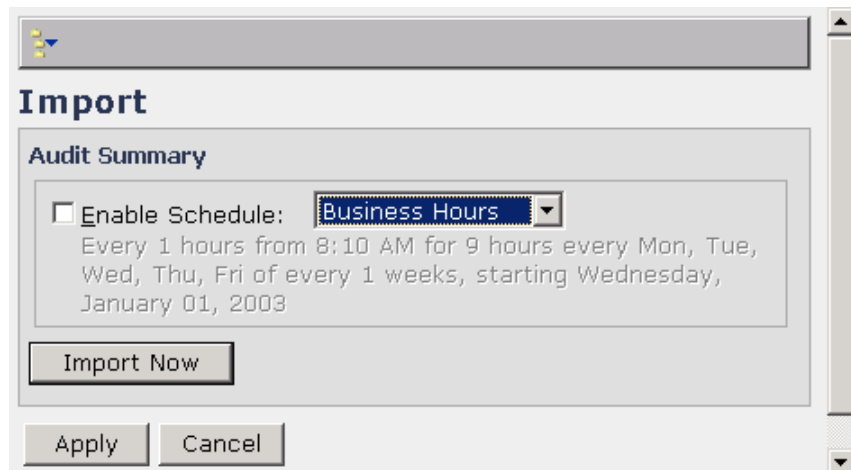 Import
Audit Summary
Enable Schedule: Business Hours
Every 1 hours from 8:10 AM for 9 hours every Mon, Tue,
Wed, Thu, Fri of every 1 weeks, starting Wednesday,
January 01, 2003
Import Now
Apply Cancel